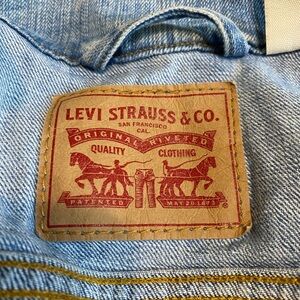 LEVI STRAUSS & CO.
SAN FRANCISCO
CAL.
ORIGINAL RIVETED
QUALITY CLOTHING
PATENTED MAY 20 1873